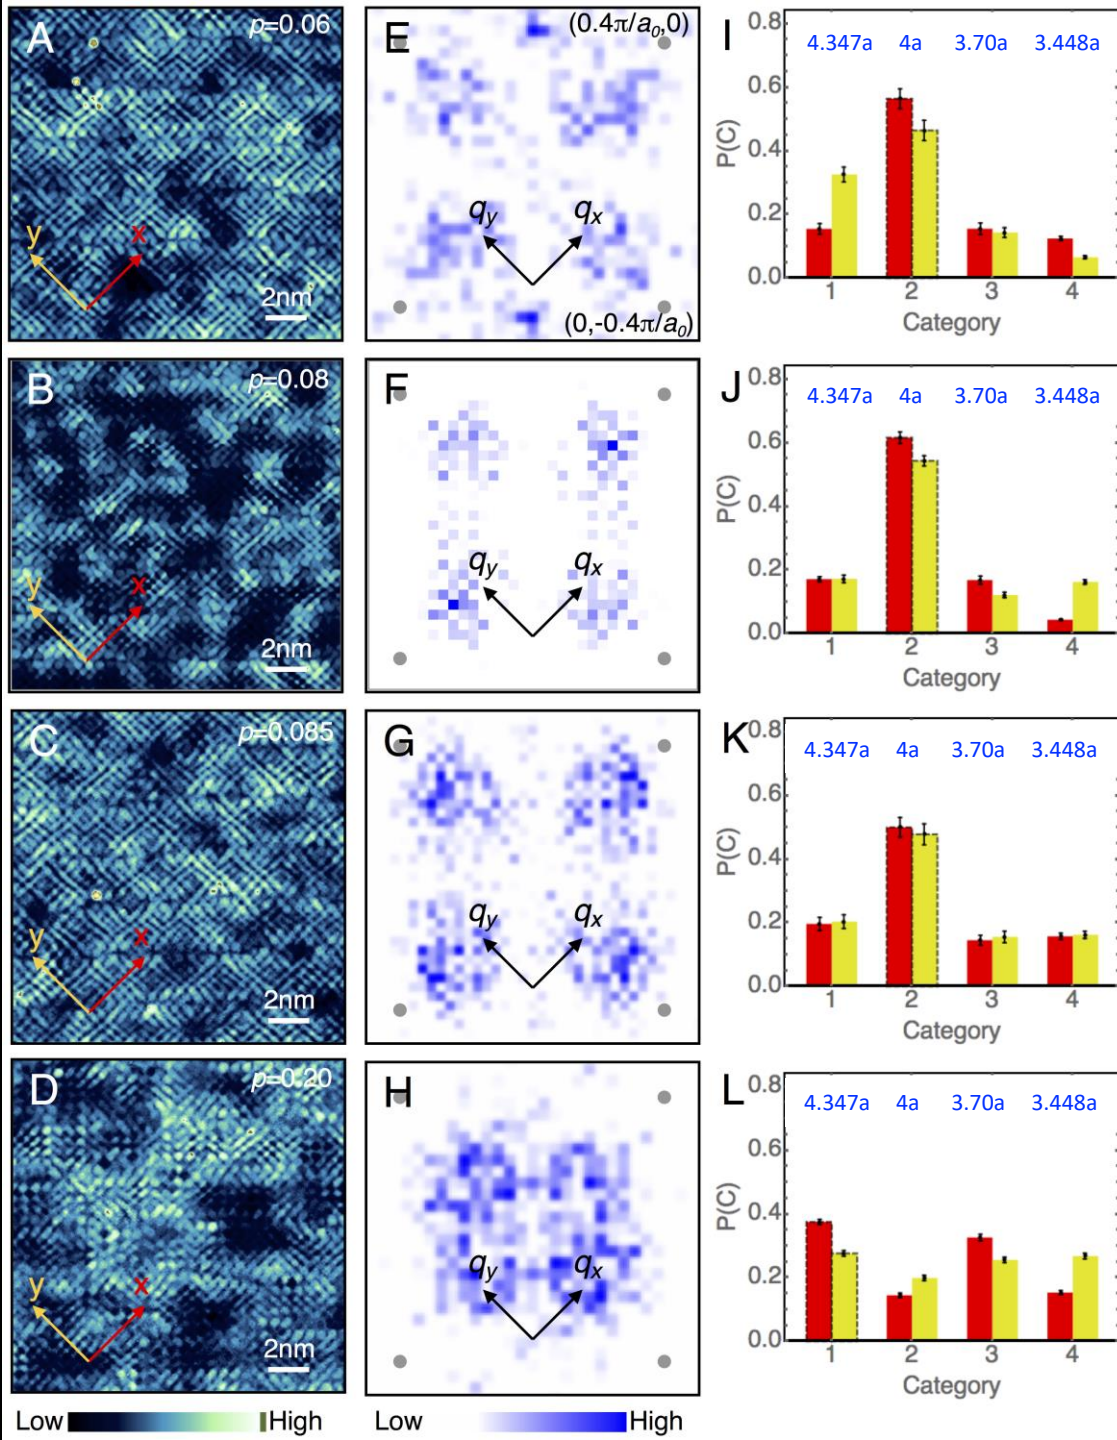 A
p=0.06
y
x
2nm
E
(0.4π/a₀,0)
qy
qx
(0,-0.4π/a₀)
I
4.347a 4a 3.70a 3.448a
P(C)
0.8
0.6
0.4
0.2
0.0
1 2 3 4
Category
B
p=0.08
y
x
2nm
F
qy
qx
J
4.347a 4a 3.70a 3.448a
P(C)
0.8
0.6
0.4
0.2
0.0
1 2 3 4
Category
C
p=0.085
y
x
2nm
G
qy
qx
K
4.347a 4a 3.70a 3.448a
P(C)
0.8
0.6
0.4
0.2
0.0
1 2 3 4
Category
D
p=0.20
y
x
2nm
H
qy
qx
L
4.347a 4a 3.70a 3.448a
P(C)
0.8
0.6
0.4
0.2
0.0
1 2 3 4
Category
Low High
Low High